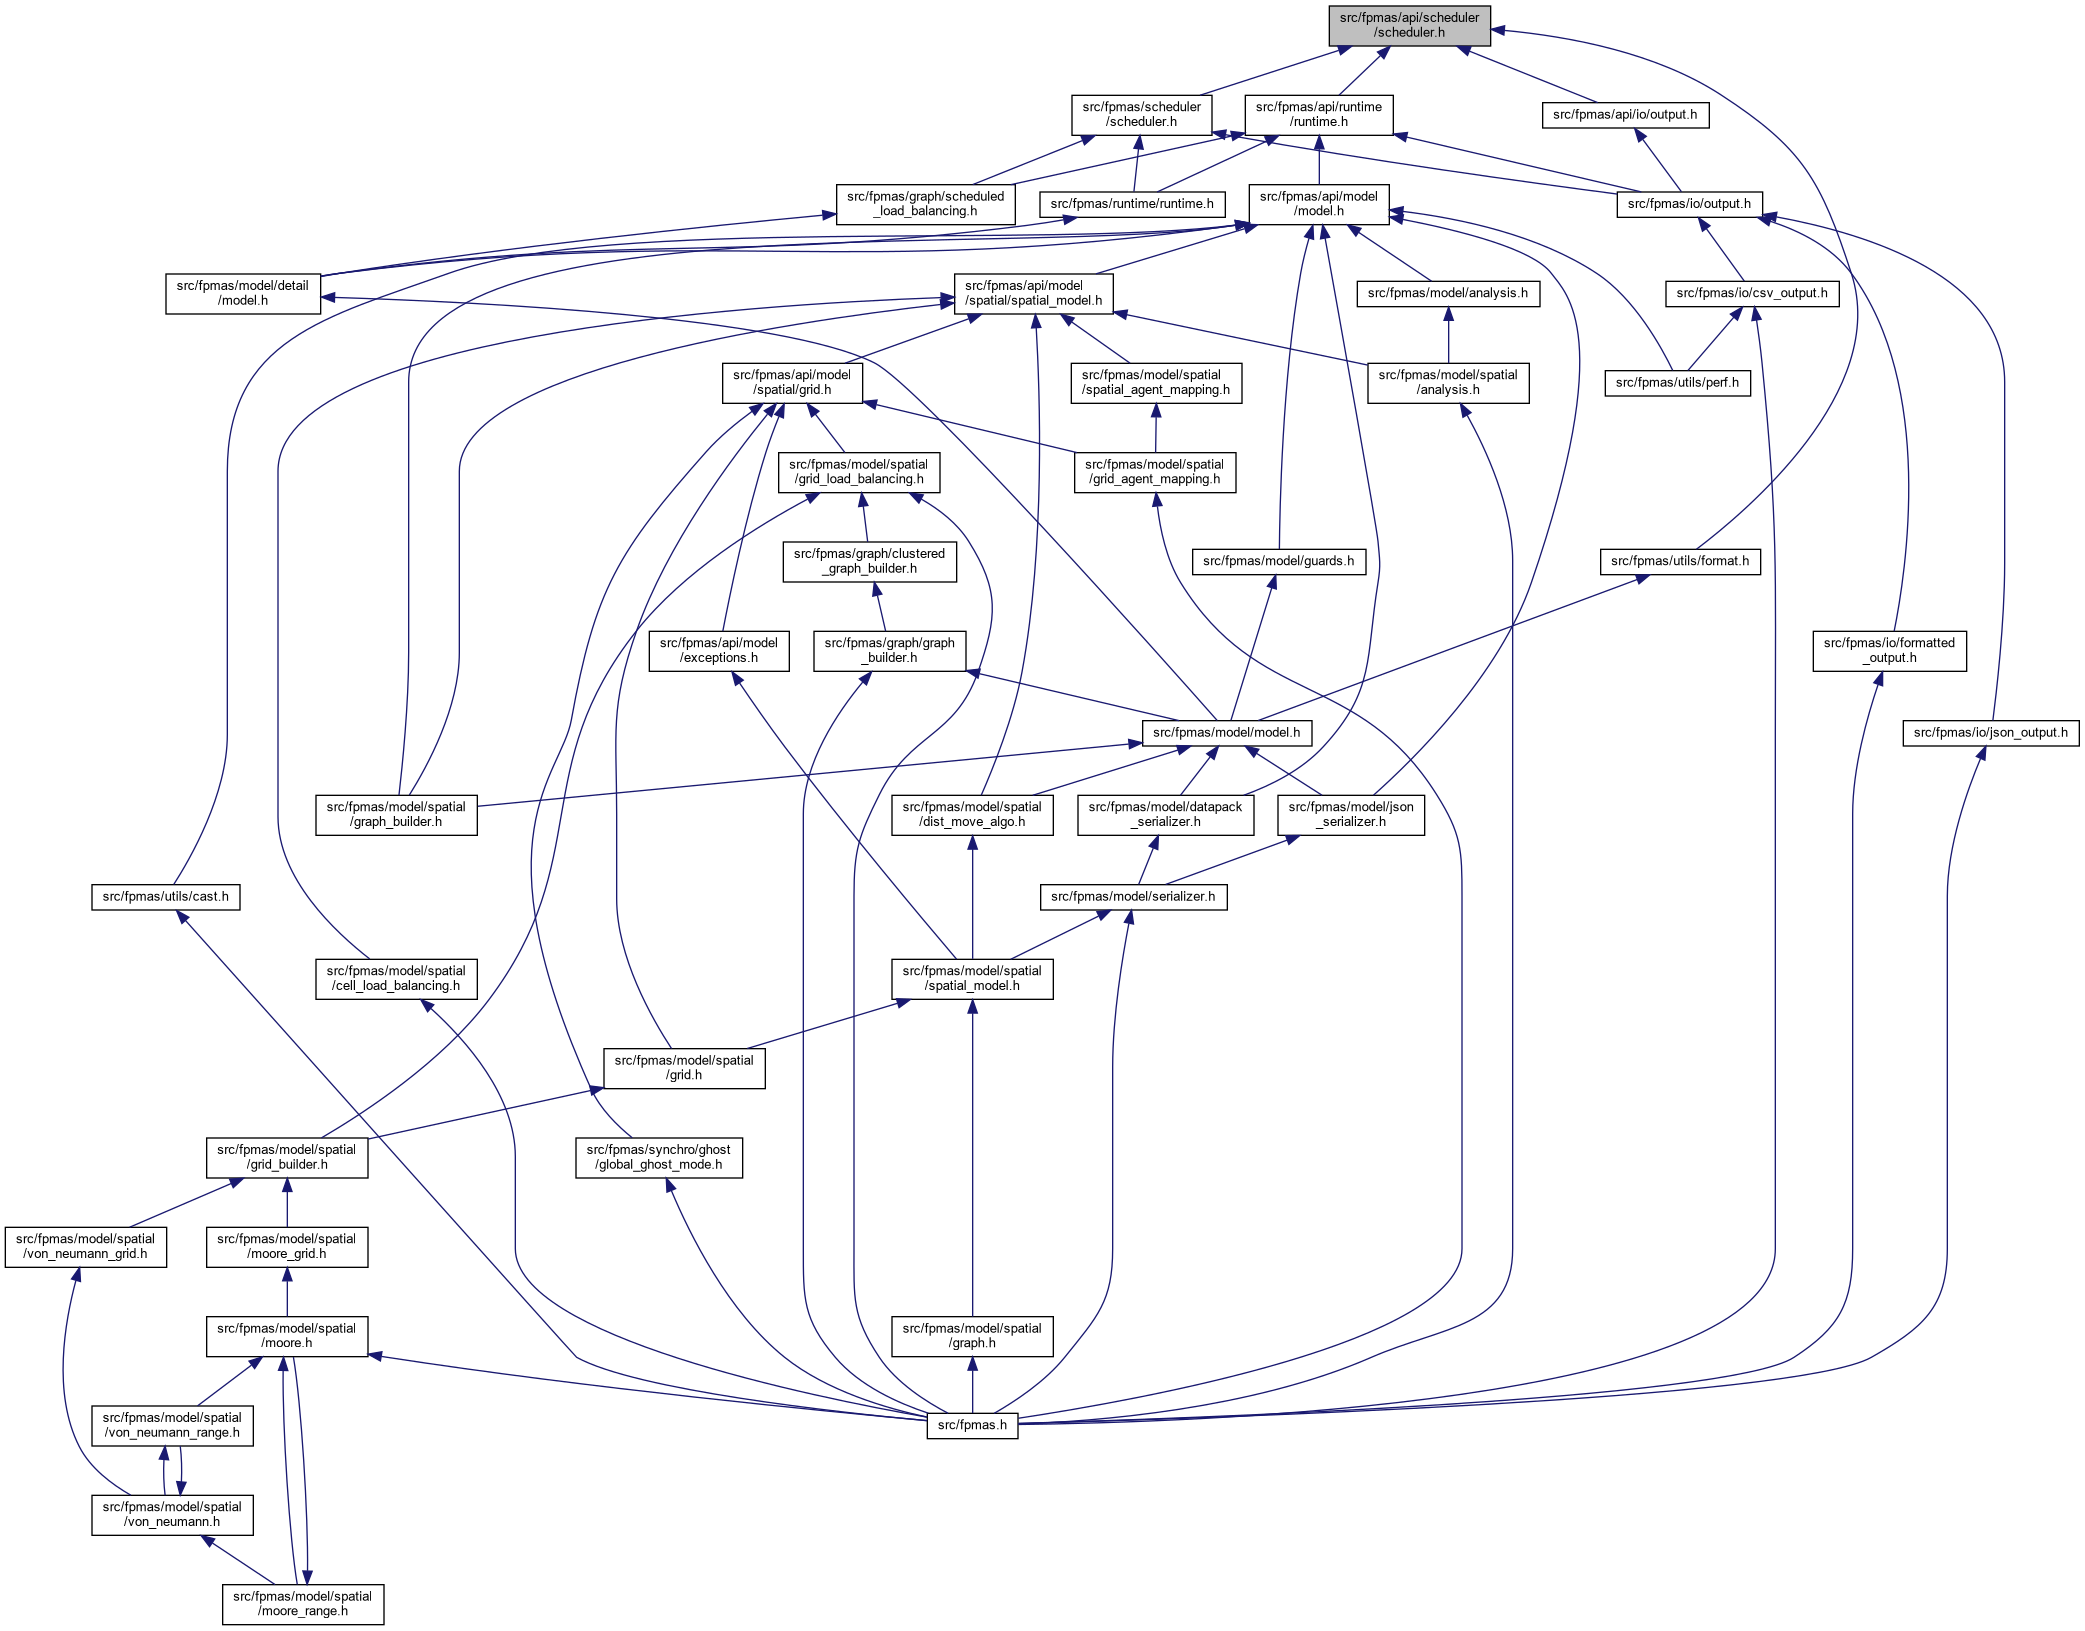 src/fpmas/api/scheduler
/scheduler.h
src/fpmas/scheduler
/scheduler.h
src/fpmas/api/runtime
/runtime.h
src/fpmas/api/io/output.h
src/fpmas/graph/scheduled
_load_balancing.h
src/fpmas/runtime/runtime.h
src/fpmas/api/model
/model.h
src/fpmas/io/output.h
src/fpmas/model/detail
/model.h
src/fpmas/api/model
/spatial/spatial_model.h
src/fpmas/model/analysis.h
src/fpmas/io/csv_output.h
src/fpmas/api/model
/spatial/grid.h
src/fpmas/model/spatial
/spatial_agent_mapping.h
src/fpmas/model/spatial
/analysis.h
src/fpmas/utils/perf.h
src/fpmas/model/spatial
/grid_load_balancing.h
src/fpmas/model/spatial
/grid_agent_mapping.h
src/fpmas/graph/clustered
_graph_builder.h
src/fpmas/model/guards.h
src/fpmas/utils/format.h
src/fpmas/api/model
/exceptions.h
src/fpmas/graph/graph
_builder.h
src/fpmas/io/formatted
_output.h
src/fpmas/model/model.h
src/fpmas/io/json_output.h
src/fpmas/model/spatial
/graph_builder.h
src/fpmas/model/spatial
/dist_move_algo.h
src/fpmas/model/datapack
_serializer.h
src/fpmas/model/json
_serializer.h
src/fpmas/utils/cast.h
src/fpmas/model/serializer.h
src/fpmas/model/spatial
/cell_load_balancing.h
src/fpmas/model/spatial
/spatial_model.h
src/fpmas/model/spatial
/grid.h
src/fpmas/model/spatial
/grid_builder.h
src/fpmas/synchro/ghost
/global_ghost_mode.h
src/fpmas/model/spatial
/von_neumann_grid.h
src/fpmas/model/spatial
/moore_grid.h
src/fpmas/model/spatial
/moore.h
src/fpmas/model/spatial
/graph.h
src/fpmas/model/spatial
/von_neumann_range.h
src/fpmas.h
src/fpmas/model/spatial
/von_neumann.h
src/fpmas/model/spatial
/moore_range.h